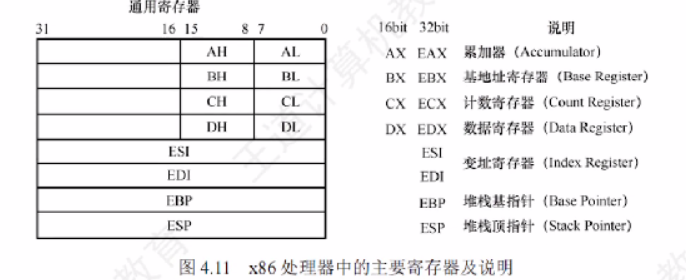 通用寄存器
31 16 15 8 7 0
16bit 32bit 说明
AH AL AX EAX 累加器（Accumulator）
BH BL BX EBX 基地址寄存器（Base Register）
CH CL CX ECX 计数寄存器（Count Register）
DH DL DX EDX 数据寄存器（Data Register）
ESI ESI
变址寄存器（Index Register）
EDI EDI
EBP EBP 堆栈基指针（Base Pointer）
ESP ESP 堆栈顶指针（Stack Pointer）
图 4.11 x86 处理器中的主要寄存器及说明